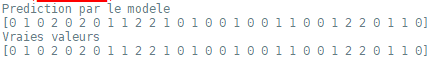 Prediction par le modele
[0 1 0 2 0 2 0 1 1 2 2 1 0 1 0 0 1 0 0 1 1 0 0 1 2 2 0 1 1 0]
Vraies valeurs
[0 1 0 2 0 2 0 1 1 2 2 1 0 1 0 0 1 0 0 1 1 0 0 1 2 2 0 1 1 0]